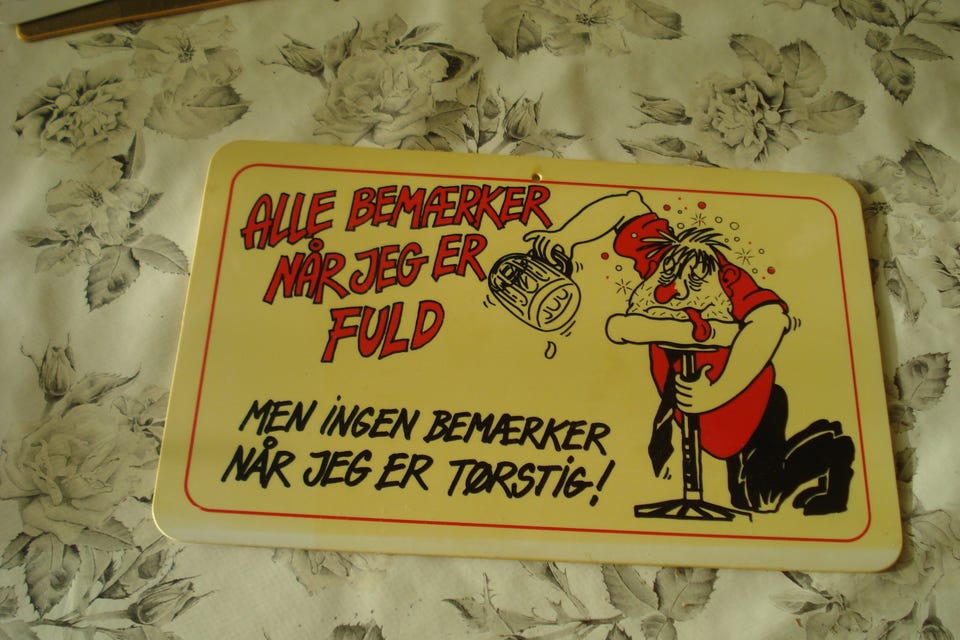 ALLE BEMÆRKER
NÅR JEG ER
FULD
MEN iNGEN BEMÆRKER
NÅR JEG ER TØRSTiG!